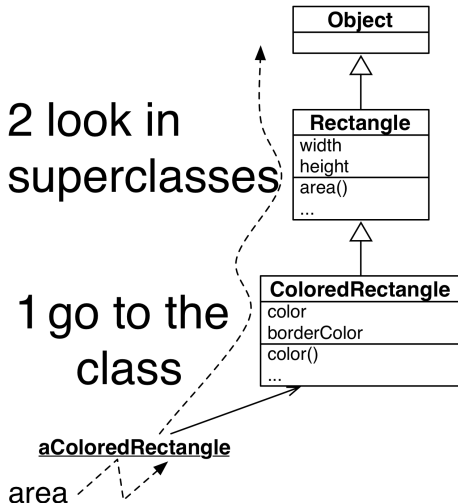 Object
2 look in
superclasses
Rectangle
width
height
area()
...
1 go to the
class
ColoredRectangle
color
borderColor
color()
...
aColoredRectangle
area